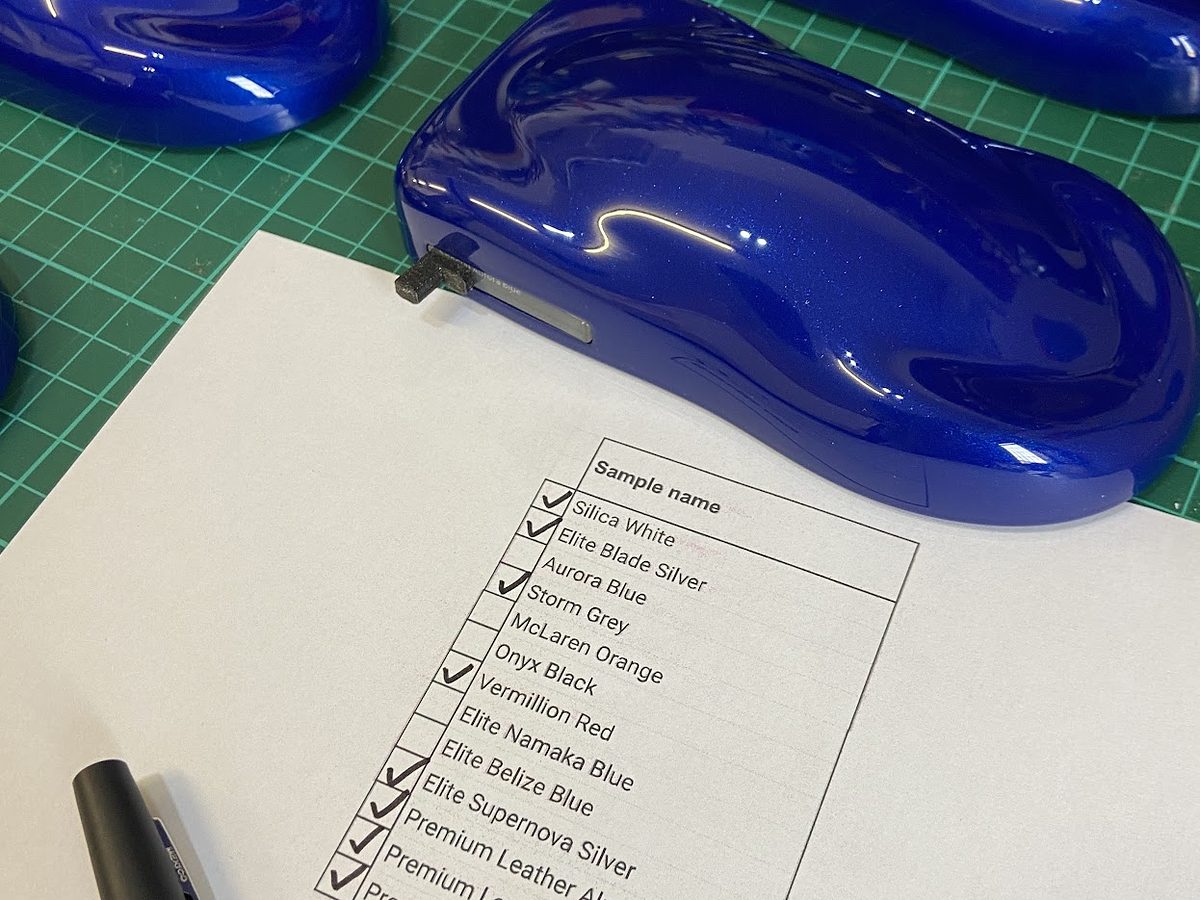 Sample name
Silica White
Elite Blade Silver
Aurora Blue
Storm Grey
McLaren Orange
Onyx Black
Vermillion Red
Elite Namaka Blue
Elite Belize Blue
Elite Supernova Silver
Premium Leather
Premium